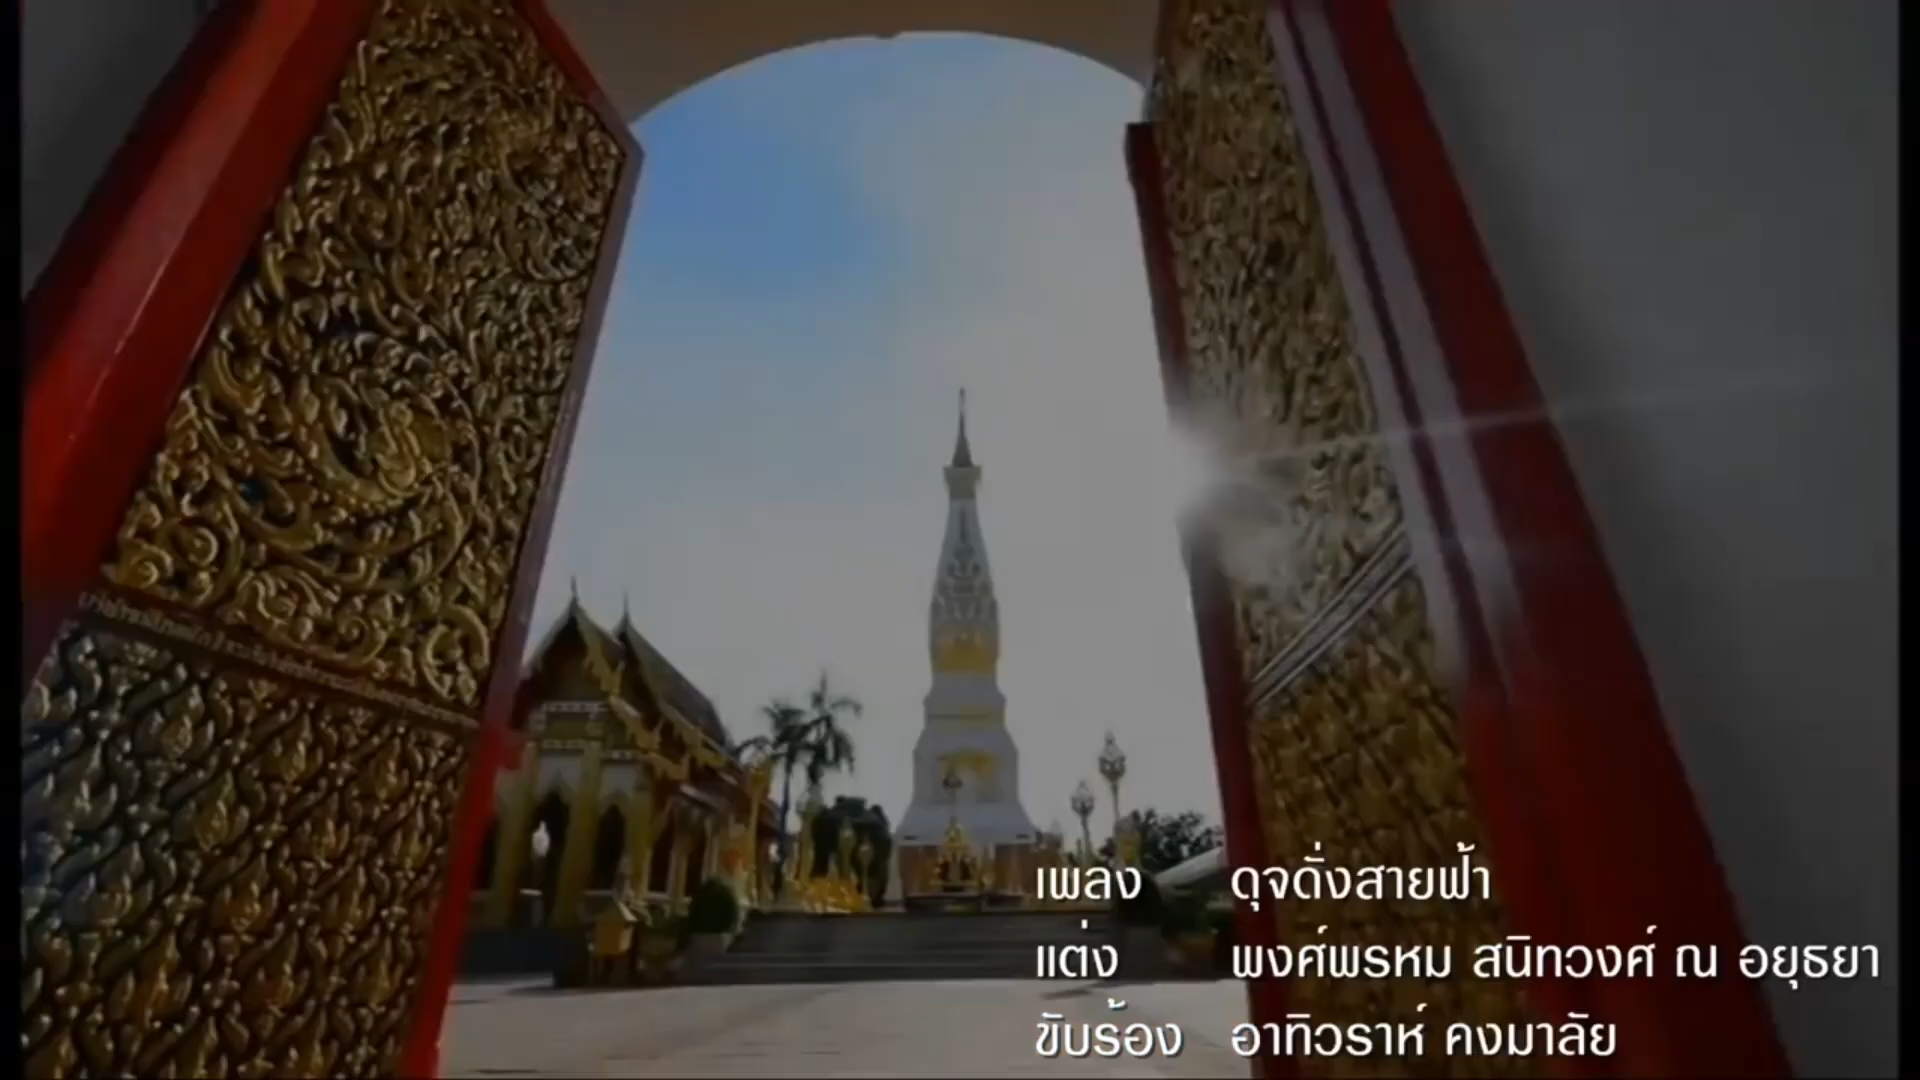 เพลง ดุจดั่งสายฟ้า
แต่ง พงศ์พรหม สนิทวงศ์ ณ อยุธยา
ขับร้อง อาทิวราห์ คงมาลัย